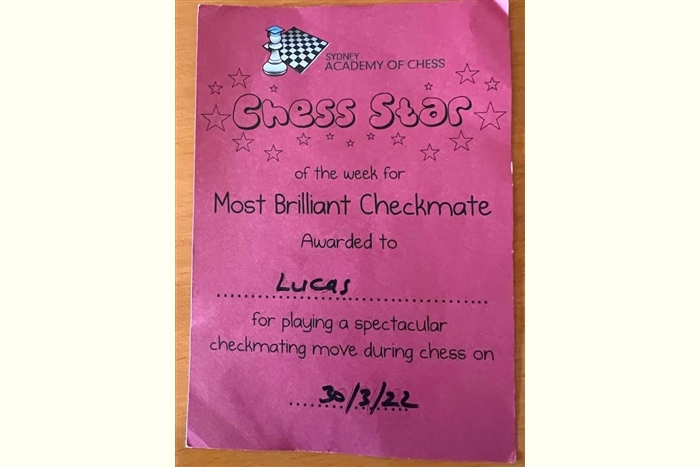 SYDNEY
ACADEMY OF CHESS
Chess Star
of the week for
Most Brilliant Checkmate
Awarded to
Lucas
for playing a spectacular
checkmating move during chess on
30/3/22